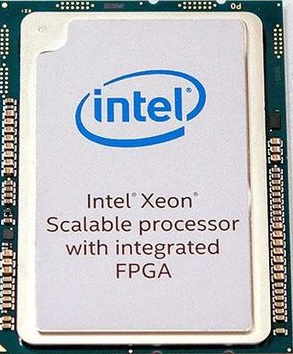 intel®
Intel® Xeon®
Scalable processor
with integrated
FPGA